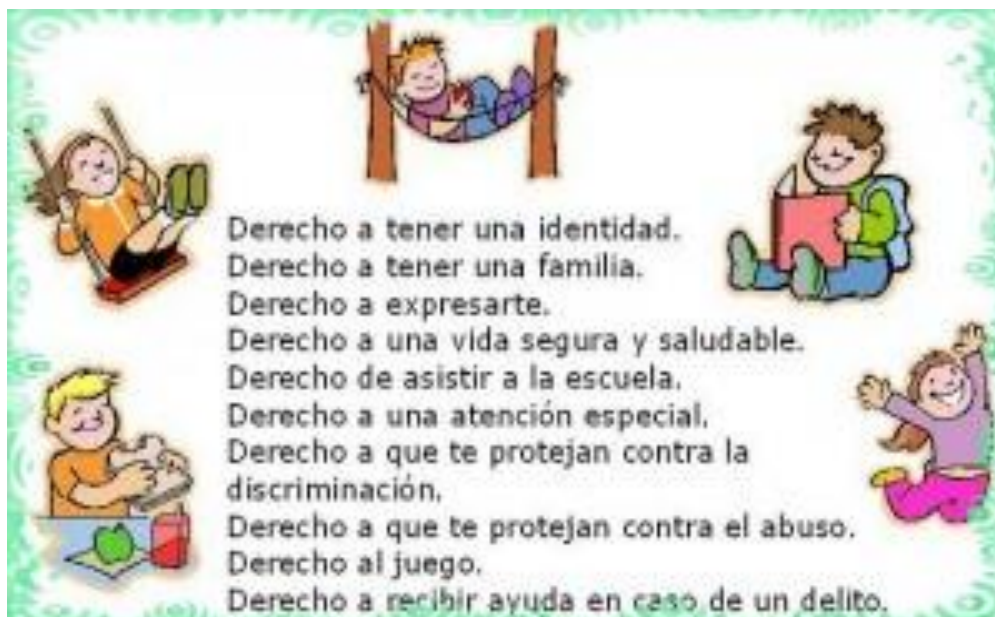 Derecho a tener una identidad.
Derecho a tener una familia.
Derecho a expresarte.
Derecho a una vida segura y saludable.
Derecho de asistir a la escuela.
Derecho a una atención especial.
Derecho a que te protejan contra la
discriminación.
Derecho a que te protejan contra el abuso.
Derecho al juego.
Derecho a recibir ayuda en caso de un delito.